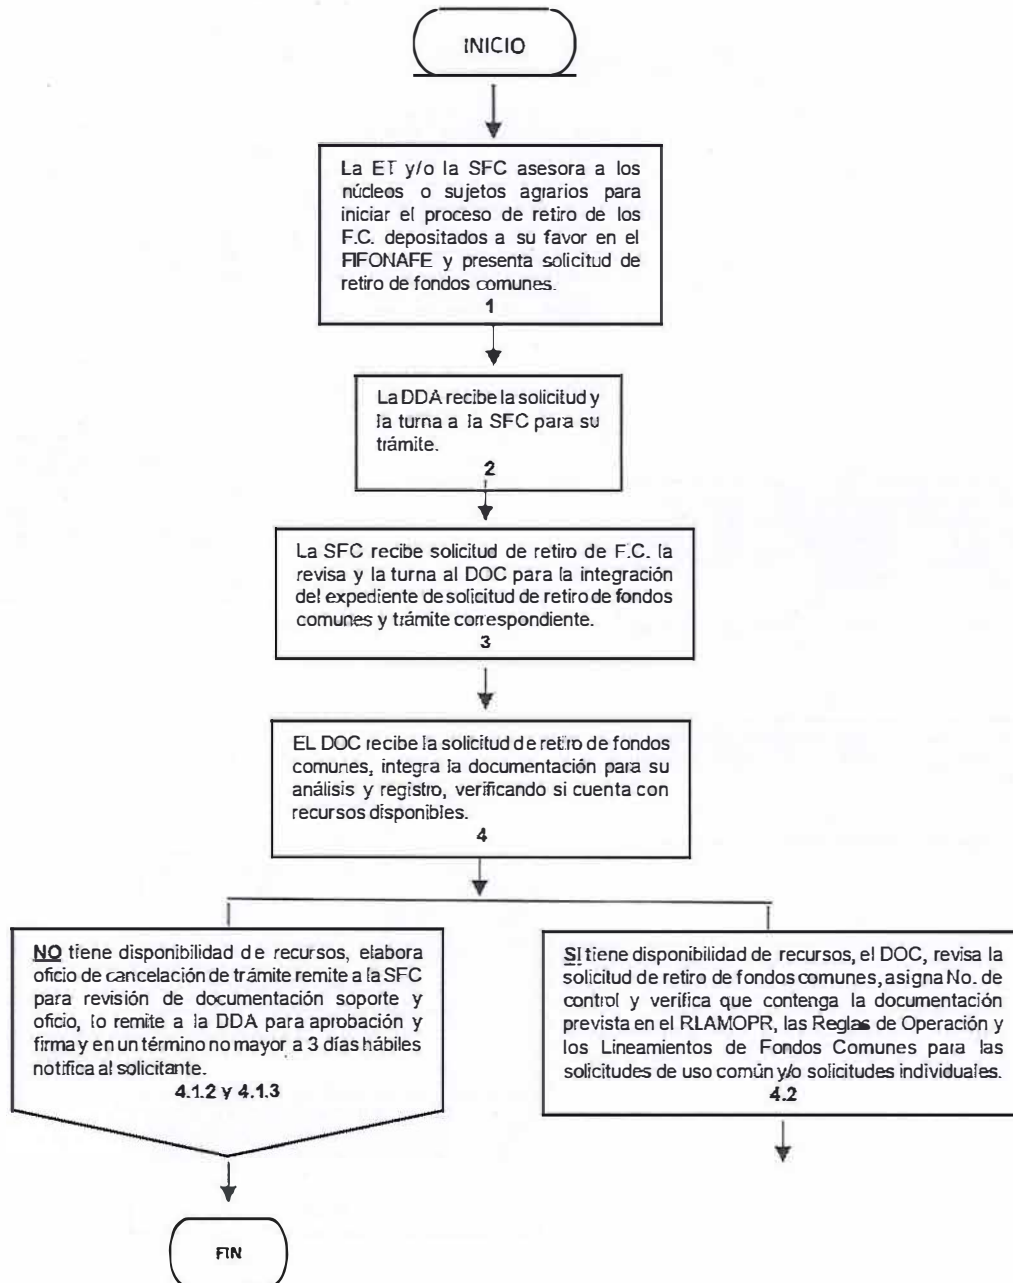 INICIO
La ET y/o la SFC asesora a los
núcleos o sujetos agrarios para
iniciar el proceso de retiro de los
F.C. depositados a su favor en el
FIFONAFE y presenta solicitud de
retiro de fondos comunes.
1
La DDA recibe la solicitud y
la turna a la SFC para su
trámite.
2
La SFC recibe solicitud de retiro de F.C. la
revisa y la turna al DOC para la integración
del expediente de solicitud de retiro de fondos
comunes y trámite correspondiente.
3
EL DOC recibe la solicitud de retiro de fondos
comunes, integra la documentación para su
análisis y registro, verificando si cuenta con
recursos disponibles.
4
NO tiene disponibilidad de recursos, elabora
oficio de cancelación de trámite remite a la SFC
para revisión de documentación soporte y
oficio, lo remite a la DDA para aprobación y
firma y en un término no mayor a 3 días hábiles
notifica al solicitante.
4.1.2 y 4.1.3
SI tiene disponibilidad de recursos, el DOC, revisa la
solicitud de retiro de fondos comunes, asigna No. de
control y verifica que contenga la documentación
prevista en el RLAMOPR, las Reglas de Operación y
los Lineamientos de Fondos Comunes para las
solicitudes de uso común y/o solicitudes individuales.
4.2
FIN